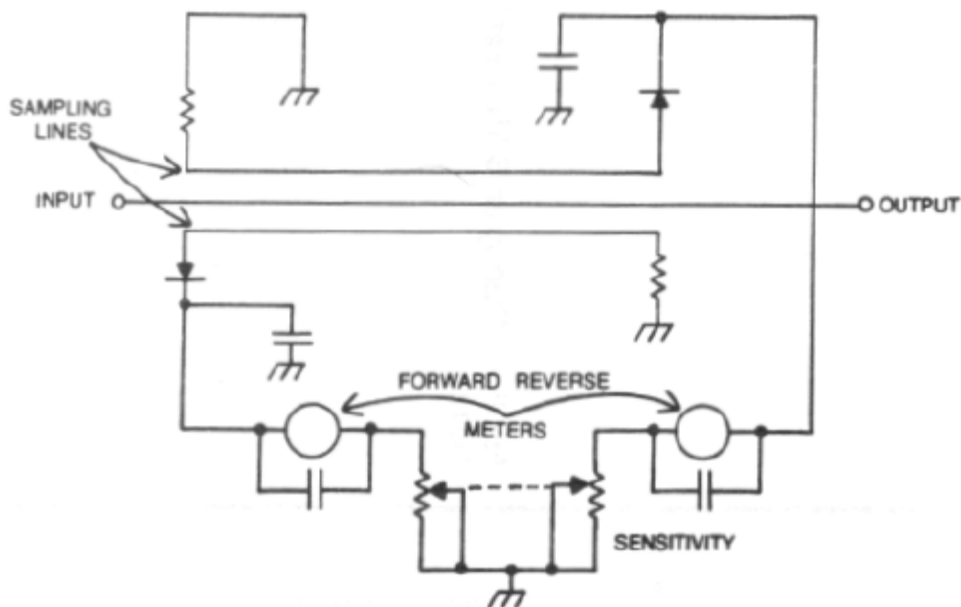 SAMPLING
LINES
INPUT
OUTPUT
FORWARD REVERSE
METERS
SENSITIVITY